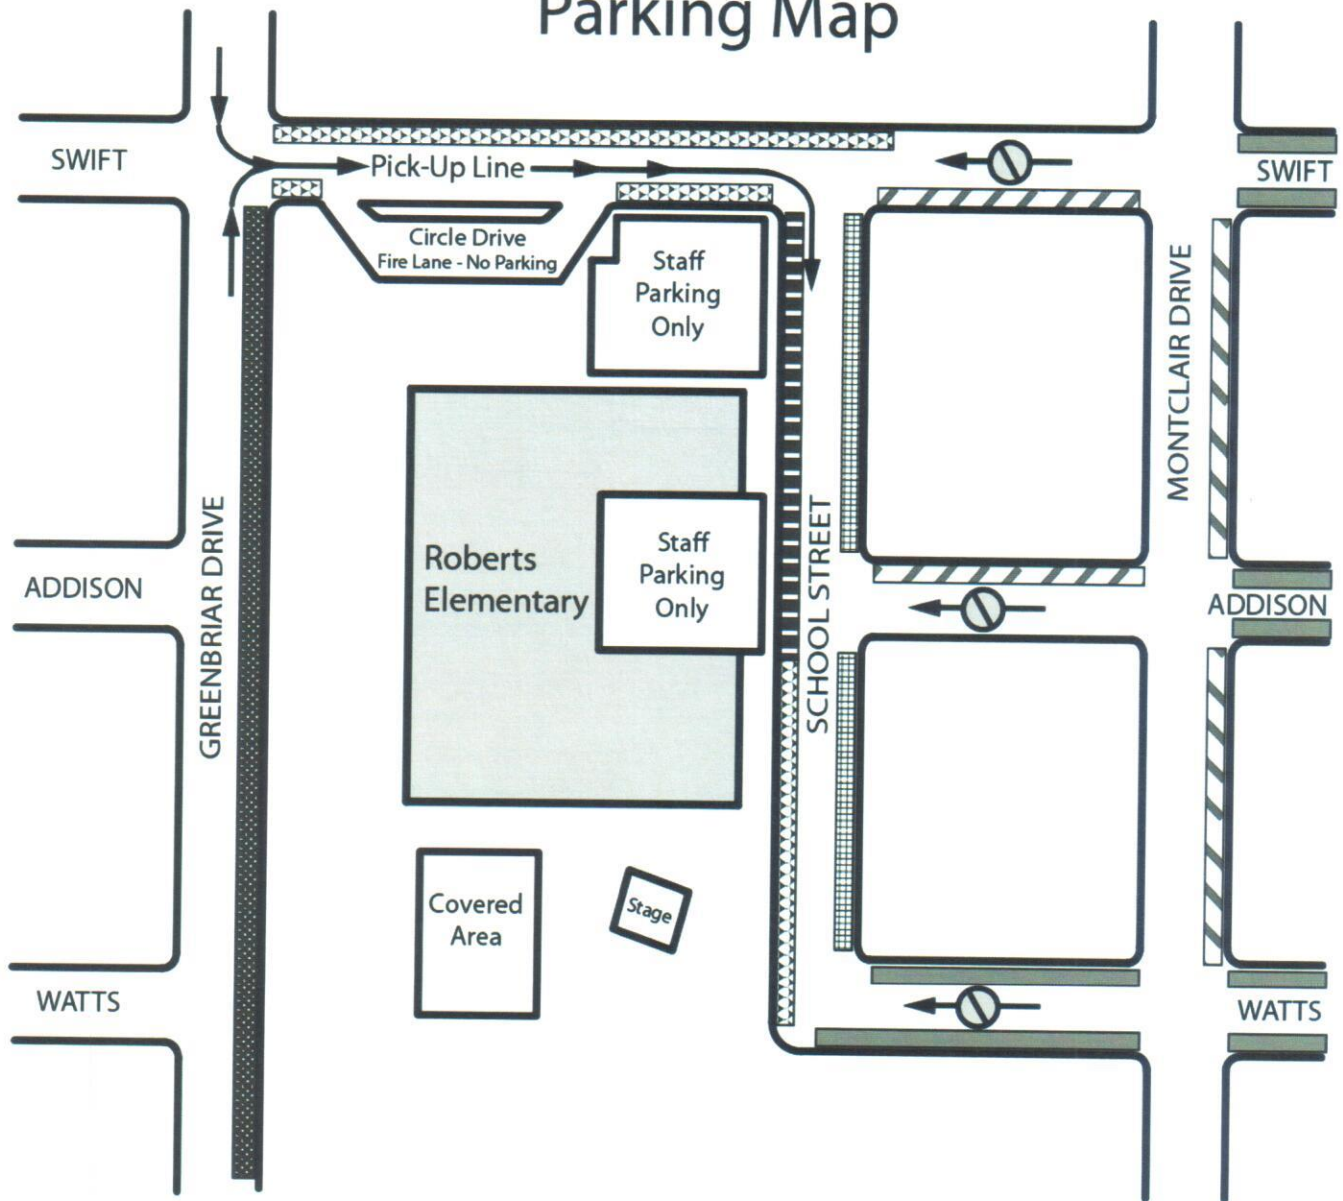 Parking Map
SWIFT
Pick-Up Line
SWIFT
Circle Drive
Fire Lane - No Parking
Staff
Parking
Only
MONTCLAIR DRIVE
GREENBRIAR DRIVE
SCHOOL STREET
Roberts
Elementary
Staff
Parking
Only
ADDISON
ADDISON
Covered
Area
Stage
WATTS
WATTS